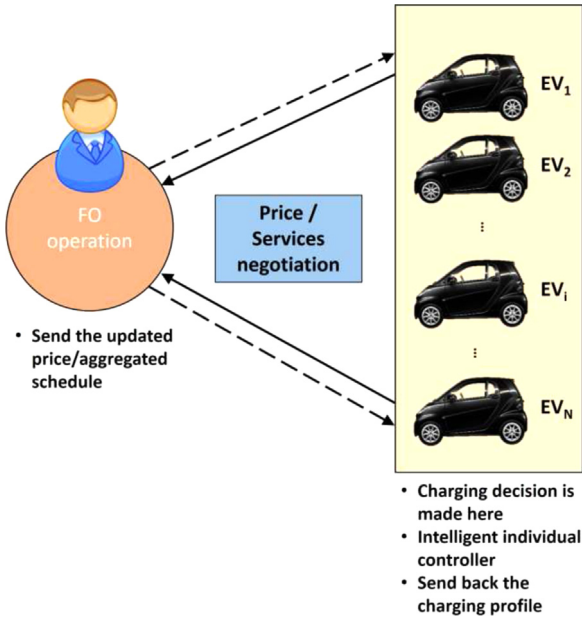 FO
operation
Price /
Services
negotiation
• Send the updated
price/aggregated
schedule
EV1
EV2
⋮
EVi
⋮
EVN
• Charging decision is
made here
• Intelligent individual
controller
• Send back the
charging profile